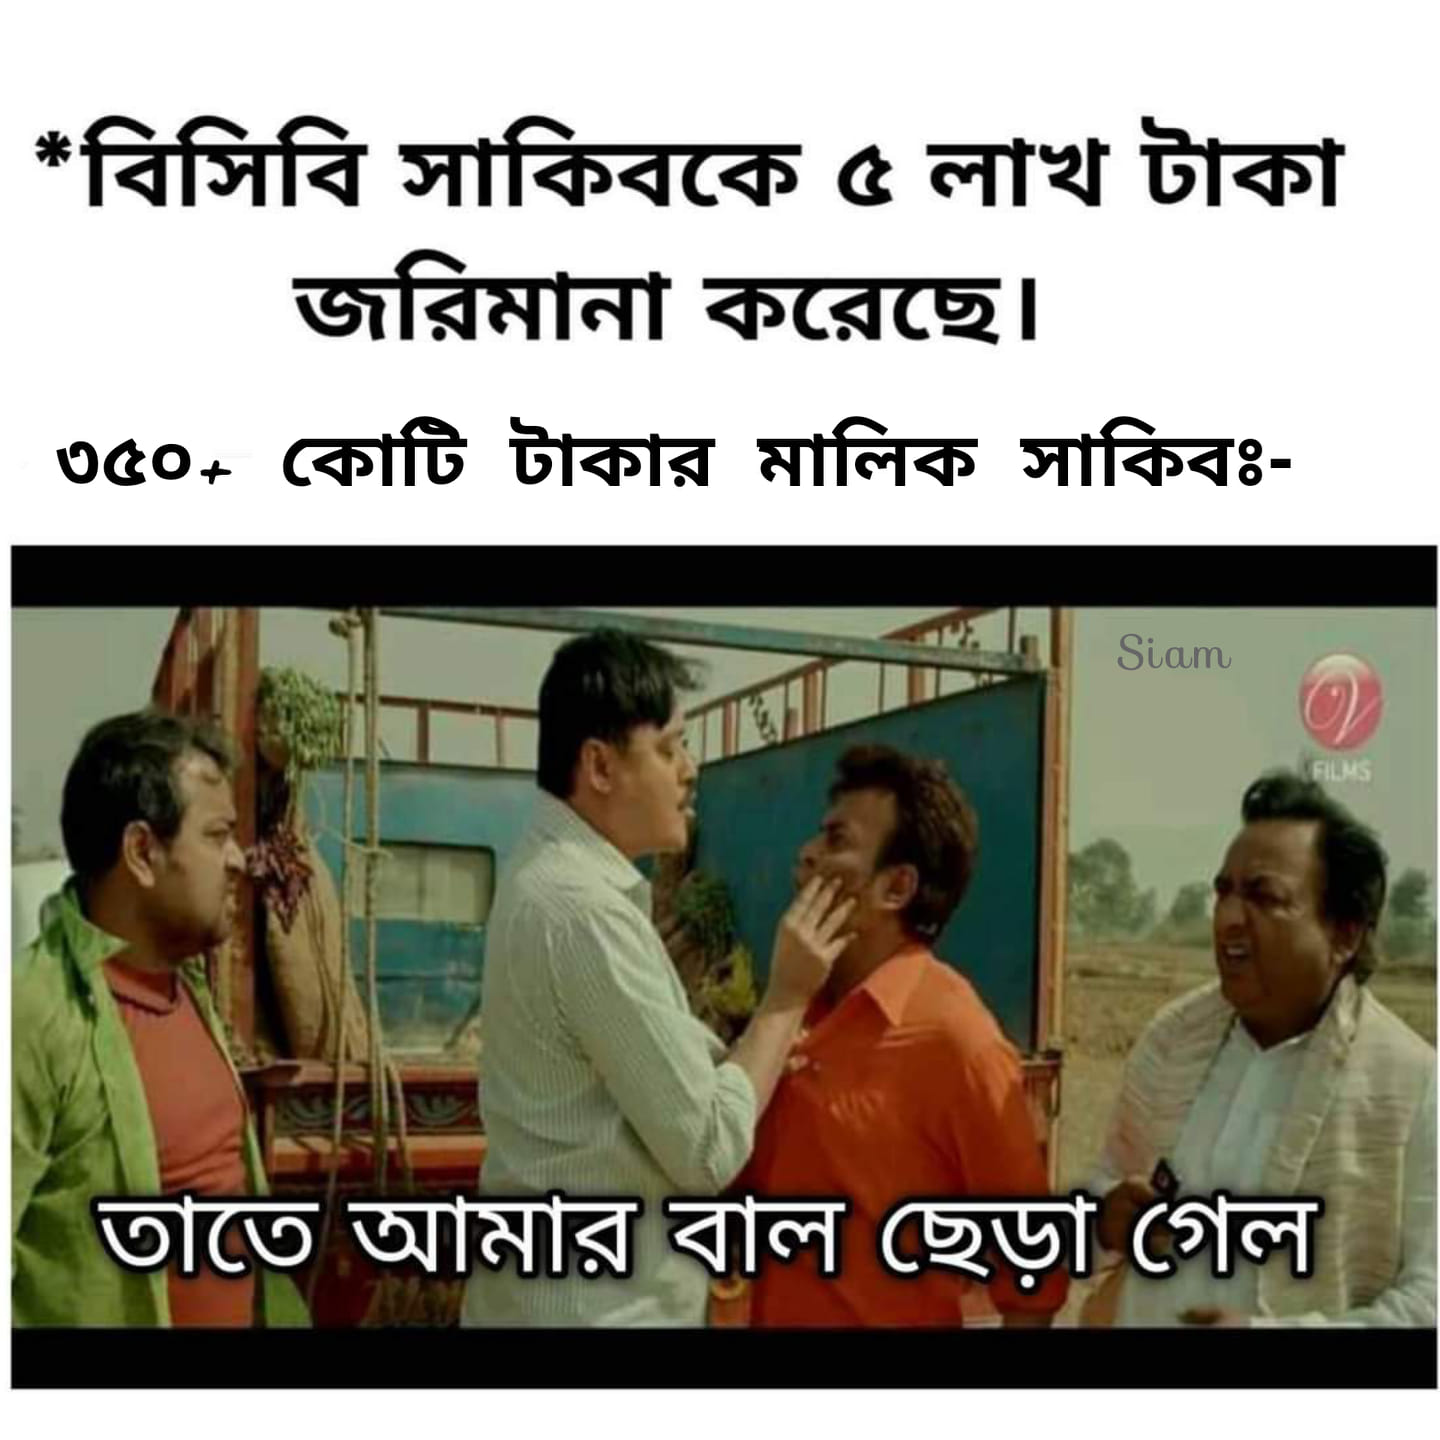 *বিসিবি সাকিবকে ৫ লাখ টাকা
জরিমানা করেছে।
৩৫০+ কোটি টাকার মালিক সাকিবঃ-
Siam
V
FILMS
তাতে আমার বাল ছেড়া গেল